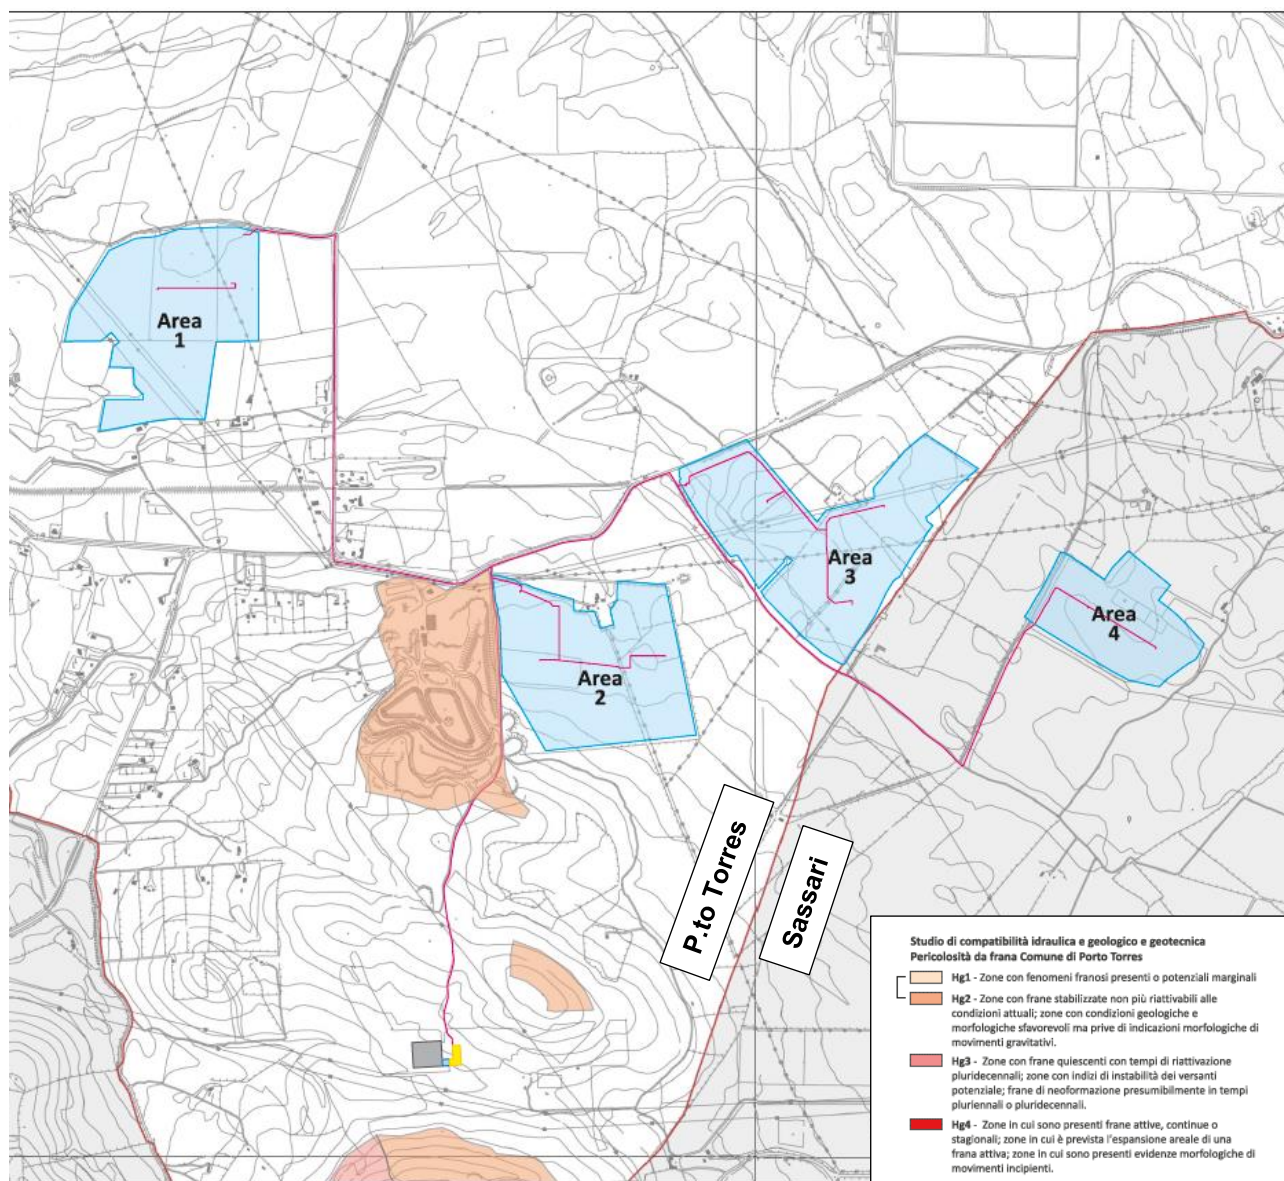 Area
1
Area
2
Area
3
Area
4
P.to Torres
Sassari
Studio di compatibilità idraulica e geologico e geotecnica
Pericolosità da frana Comune di Porto Torres
Hg1 - Zone con fenomeni franosi presenti o potenziali marginali
Hg2 - Zone con frane stabilizzate non più riattivabili alle
condizioni attuali; zone con condizioni geologiche e
morfologiche sfavorevoli ma prive di indicazioni morfologiche di
movimenti gravitativi.
Hg3 - Zone con frane quiescenti con tempi di riattivazione
pluridecennali; zone con indizi di instabilità dei versanti
potenziale; frane di neoformazione presumibilmente in tempi
pluriennali o pluridecennali.
Hg4 - Zone in cui sono presenti frane attive, continue o
stagionali; zone in cui è prevista l'espansione areale di una
frana attiva; zone in cui sono presenti evidenze morfologiche di
movimenti incipienti.